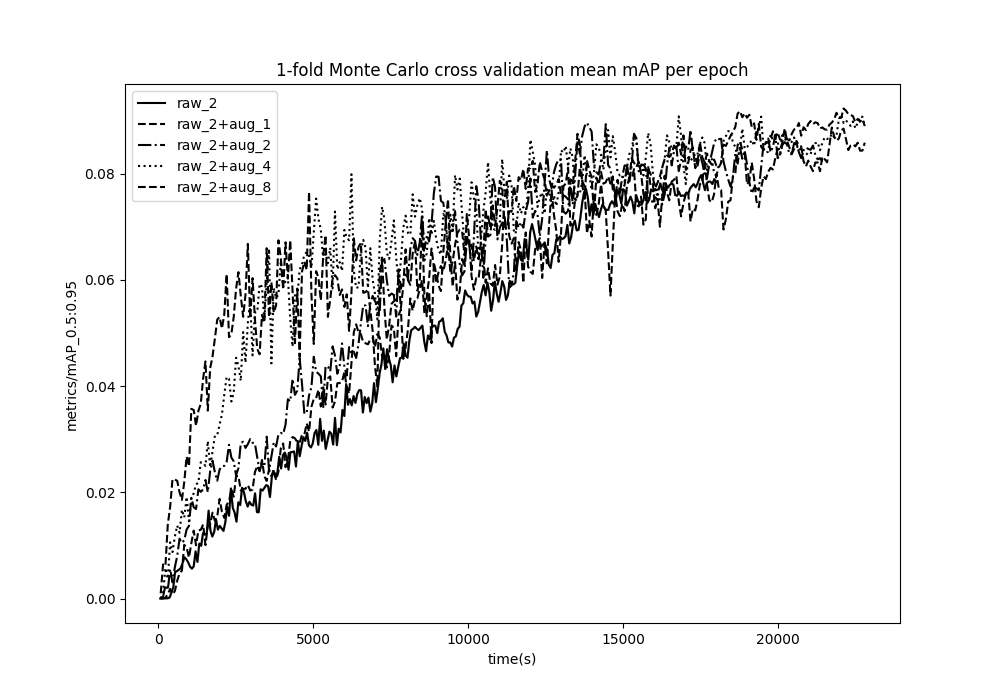 1-fold Monte Carlo cross validation mean mAP per epoch
raw_2
raw_2+aug_1
raw_2+aug_2
raw_2+aug_4
raw_2+aug_8
metrics/mAP_0.5:0.95
0.08
0.06
0.04
0.02
0.00
0
5000
10000
15000
20000
time(s)